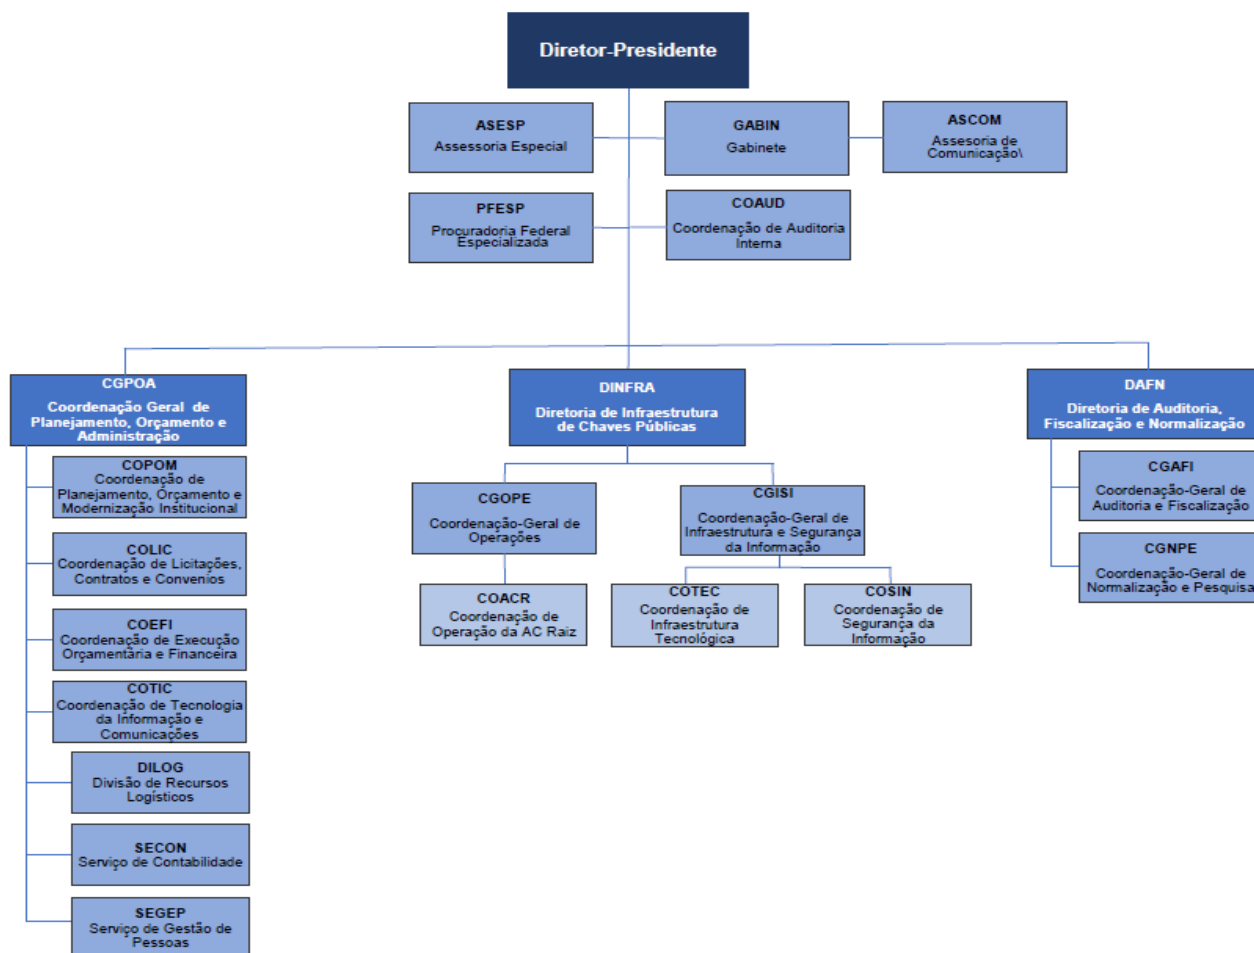 Diretor-Presidente
ASESP
Assessoria Especial
GABIN
Gabinete
ASCOM
Assesoria de
Comunicação\
PFESP
Procuradoria Federal
Especializada
COAUD
Coordenação de Auditoria
Interna
CGPOA
Coordenação Geral de
Planejamento, Orçamento e
Administração
COPOM
Coordenação de
Planejamento, Orçamento e
Modernização Institucional
COLIC
Coordenação de Licitações,
Contratos e Convenios
COEFI
Coordenação de Execução
Orçamentária e Financeira
COTIC
Coordenação de Tecnologia
da Informação e
Comunicações
DILOG
Divisão de Recursos
Logísticos
SECON
Serviço de Contabilidade
SEGEP
Serviço de Gestão de
Pessoas
DINFRA
Diretoria de Infraestrutura
de Chaves Públicas
CGOPE
Coordenação-Geral de
Operações
COACR
Coordenação de
Operação da AC Raiz
CGISI
Coordenação-Geral de
Infraestrutura e Segurança
da Informação
COTEC
Coordenação de
Infraestrutura
Tecnológica
COSIN
Coordenação de
Segurança da
Informação
DAFN
Diretoria de Auditoria,
Fiscalização e Normalização
CGAFI
Coordenação-Geral de
Auditoria e Fiscalização
CGNPE
Coordenação-Geral de
Normalização e Pesquisa